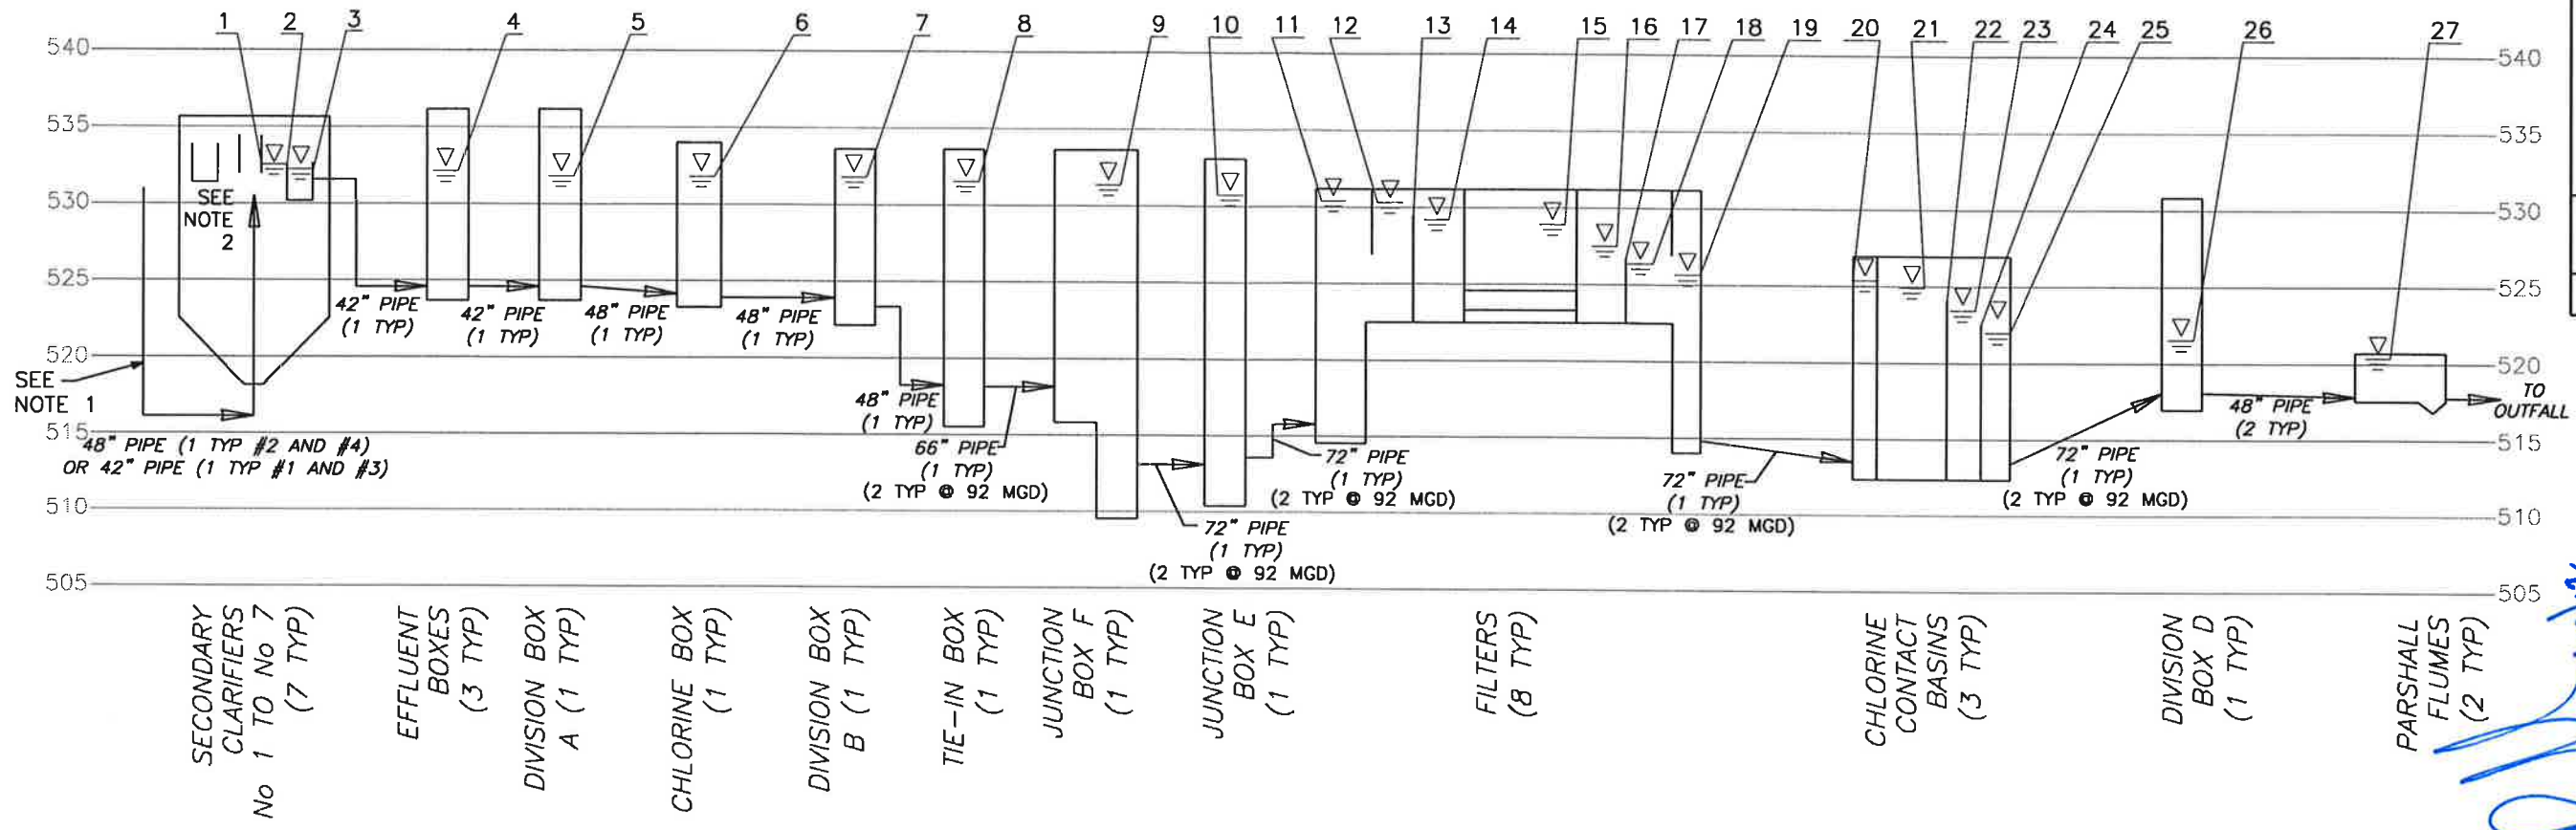 1 2 3 4 5 6 7 8 9 10 11 12 13 14 15 16 17 18 19 20 21 22 23 24 25 26 27
540 540
535 535
530 530
525 525
520 520
515 515
510 510
505 505
SEE
NOTE
2
SEE
NOTE 1
48" PIPE (1 TYP #2 AND #4)
OR 42" PIPE (1 TYP #1 AND #3)
42" PIPE
(1 TYP)
42" PIPE
(1 TYP)
48" PIPE
(1 TYP)
48" PIPE
(1 TYP)
48" PIPE
(1 TYP)
66" PIPE
(1 TYP)
(2 TYP @ 92 MGD)
72" PIPE
(1 TYP)
(2 TYP @ 92 MGD)
72" PIPE
(1 TYP)
(2 TYP @ 92 MGD)
72" PIPE
(1 TYP)
(2 TYP @ 92 MGD)
72" PIPE
(1 TYP)
(2 TYP @ 92 MGD)
48" PIPE
(2 TYP)
TO
OUTFALL
SECONDARY
CLARIFIERS
No 1 TO No 7
(7 TYP)
EFFLUENT
BOXES
(3 TYP)
DIVISION BOX
A (1 TYP)
CHLORINE BOX
(1 TYP)
DIVISION BOX
B (1 TYP)
TIE-IN BOX
(1 TYP)
JUNCTION
BOX F
(1 TYP)
JUNCTION
BOX E
(1 TYP)
FILTERS
(8 TYP)
CHLORINE
CONTACT
BASINS
(3 TYP)
DIVISION
BOX D
(1 TYP)
PARSHALL
FLUMES
(2 TYP)